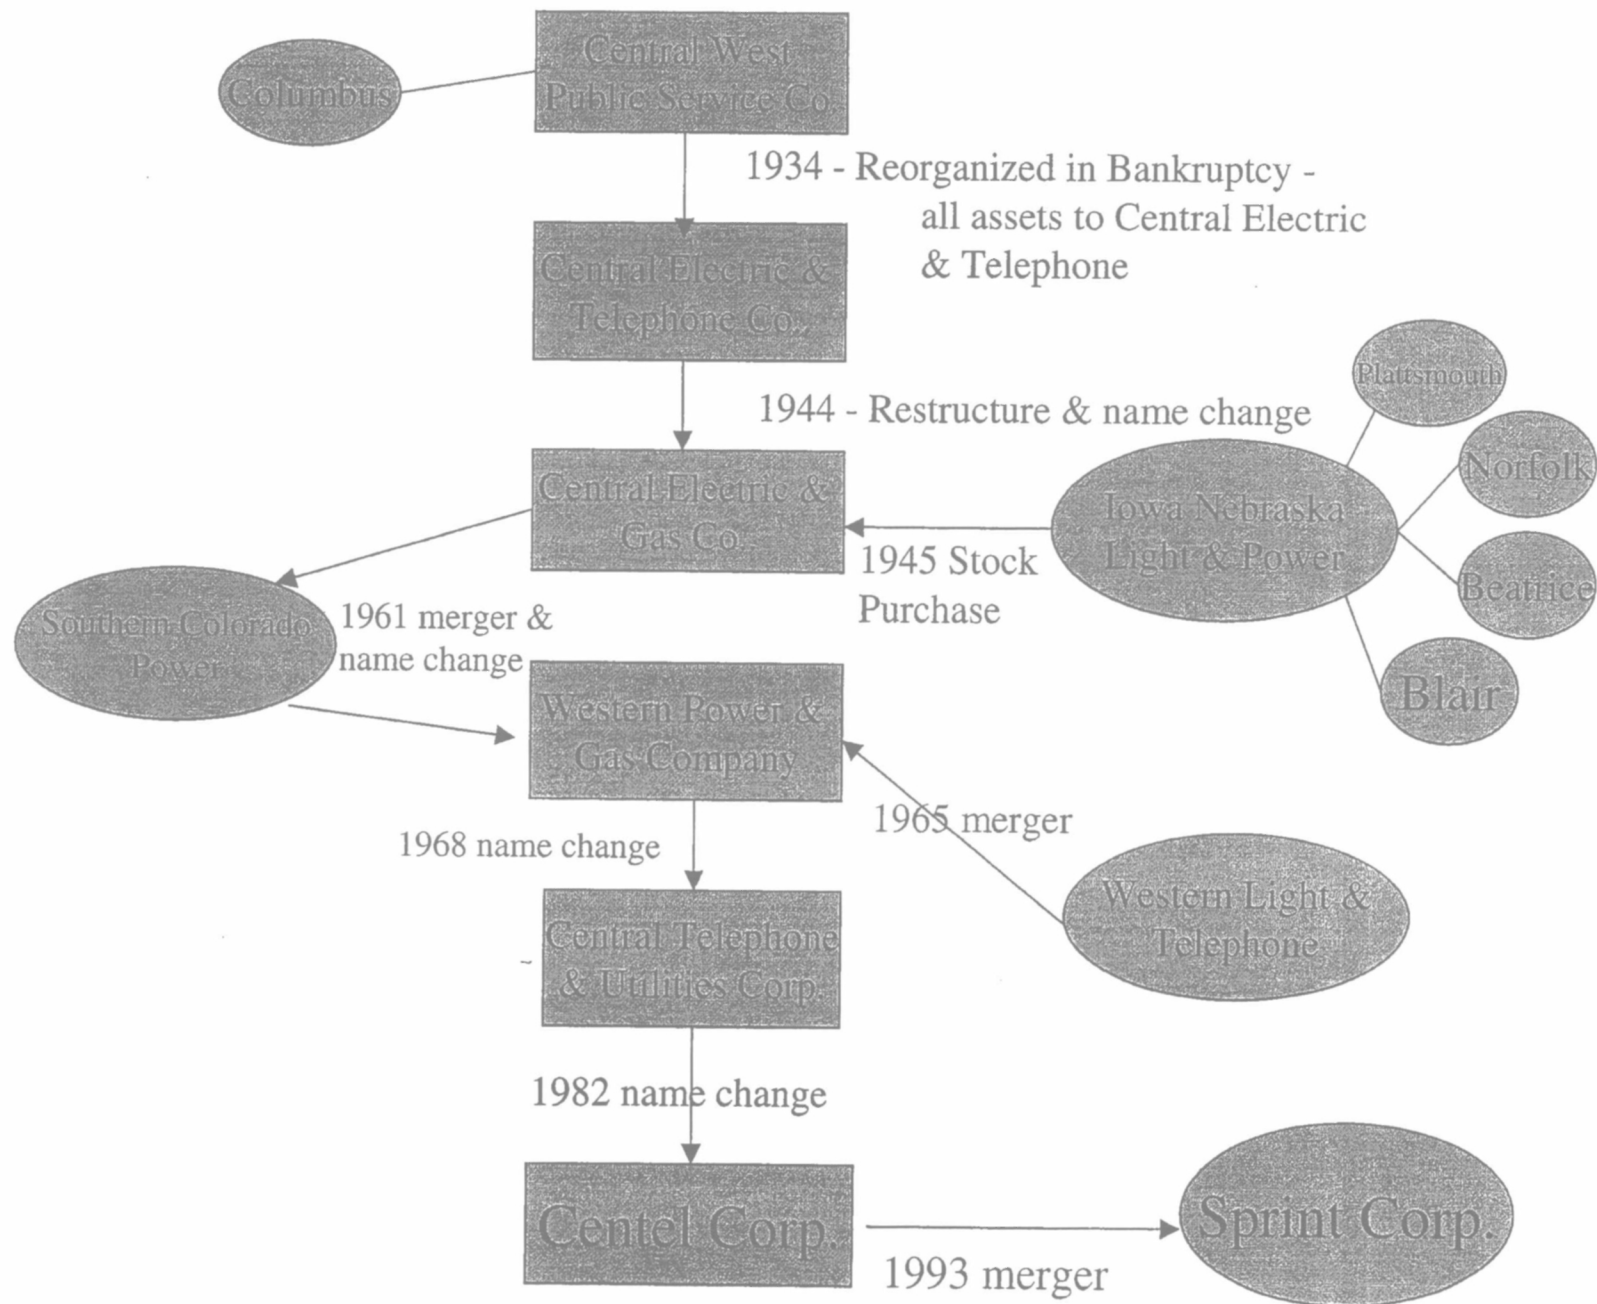 Central West
Public Service Co.
Columbus
1934 - Reorganized in Bankruptcy -
all assets to Central Electric
& Telephone
Central Electric &
Telephone Co.
Plattsmouth
1944 - Restructure & name change
Norfolk
Central Electric &
Gas Co.
Iowa Nebraska
Light & Power
1945 Stock
Purchase
Beatrice
Blair
Southern Colorado
Power
1961 merger &
name change
Western Power &
Gas Company
1965 merger
1968 name change
Western Light &
Telephone
Central Telephone
& Utilities Corp.
1982 name change
Centel Corp.
Sprint Corp.
1993 merger